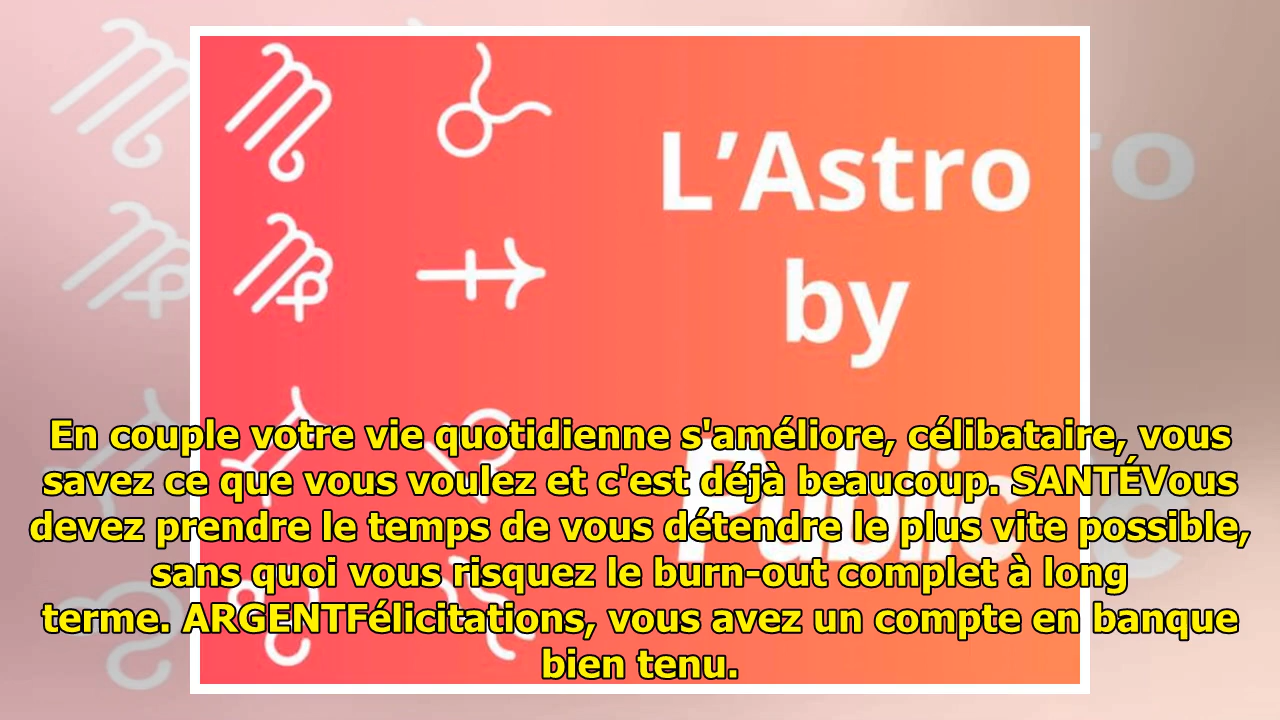 L'Astro
by
Public
En couple votre vie quotidienne s'améliore, célibataire, vous
savez ce que vous voulez et c'est déjà beaucoup. SANTÉVous
devez prendre le temps de vous détendre le plus vite possible,
sans quoi vous risquez le burn-out complet à long
terme. ARGENTFélicitations, vous avez un compte en banque
bien tenu.